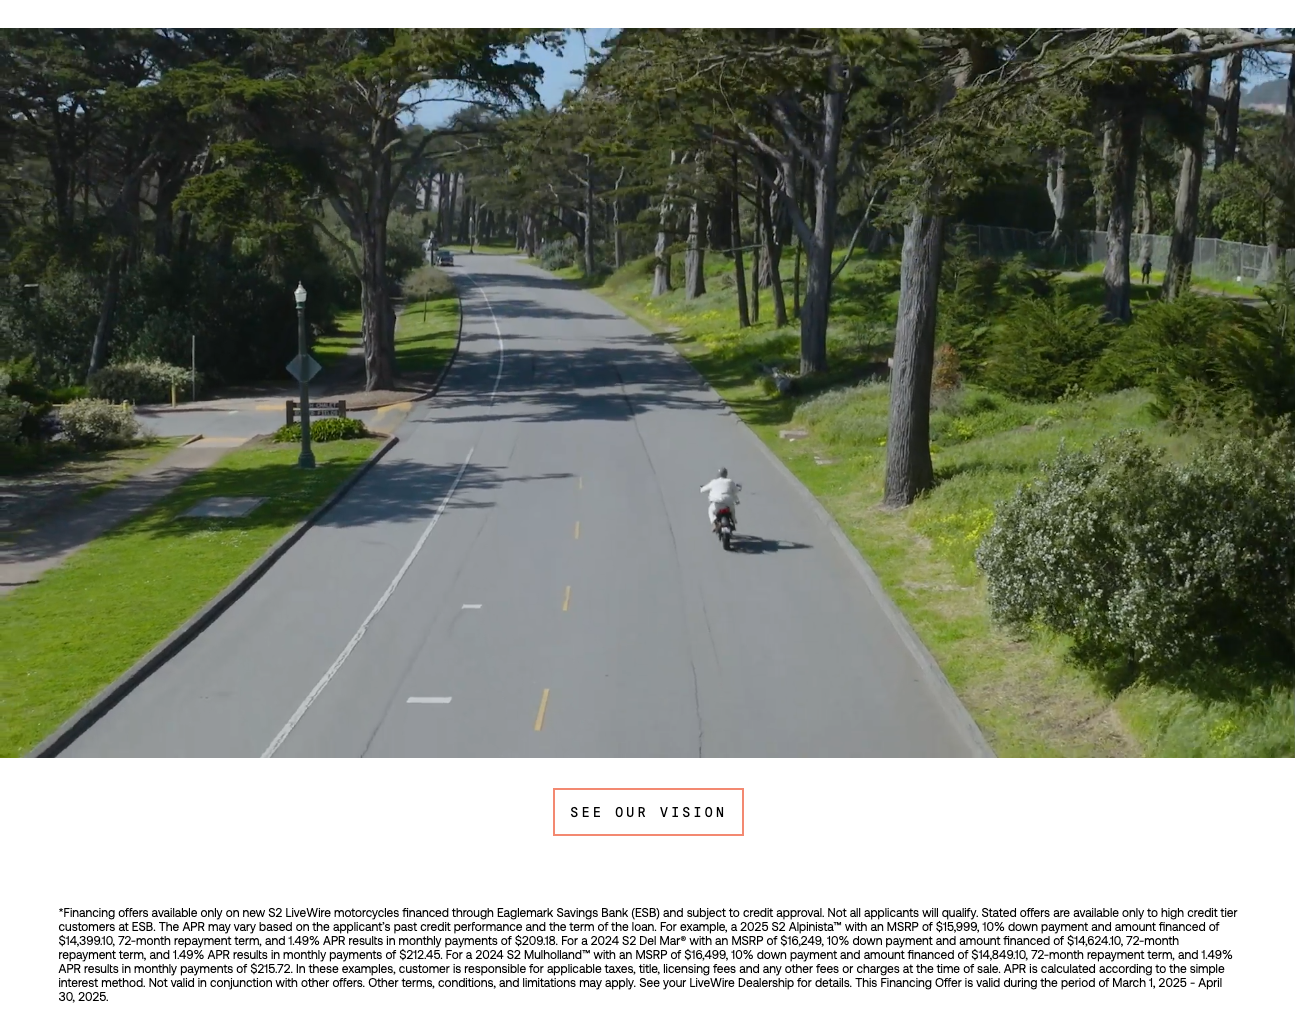 SEE OUR VISION
*Financing offers available only on new S2 LiveWire motorcycles financed through Eaglemark Savings Bank (ESB) and subject to credit approval. Not all applicants will qualify. Stated offers are available only to high credit tier
customers at ESB. The APR may vary based on the applicant's past credit performance and the term of the loan. For example, a 2025 S2 Alpinista™ with an MSRP of $15,999, 10% down payment and amount financed of
$14,399.10, 72-month repayment term, and 1.49% APR results in monthly payments of $209.18. For a 2024 S2 Del Mar® with an MSRP of $16,249, 10% down payment and amount financed of $14,624.10, 72-month
repayment term, and 1.49% APR results in monthly payments of $212.45. For a 2024 S2 Mulholland™ with an MSRP of $16,499, 10% down payment and amount financed of $14,849.10, 72-month repayment term, and 1.49%
APR results in monthly payments of $215.72. In these examples, customer is responsible for applicable taxes, title, licensing fees and any other fees or charges at the time of sale. APR is calculated according to the simple
interest method. Not valid in conjunction with other offers. Other terms, conditions, and limitations may apply. See your LiveWire Dealership for details. This Financing Offer is valid during the period of March 1, 2025 - April
30, 2025.